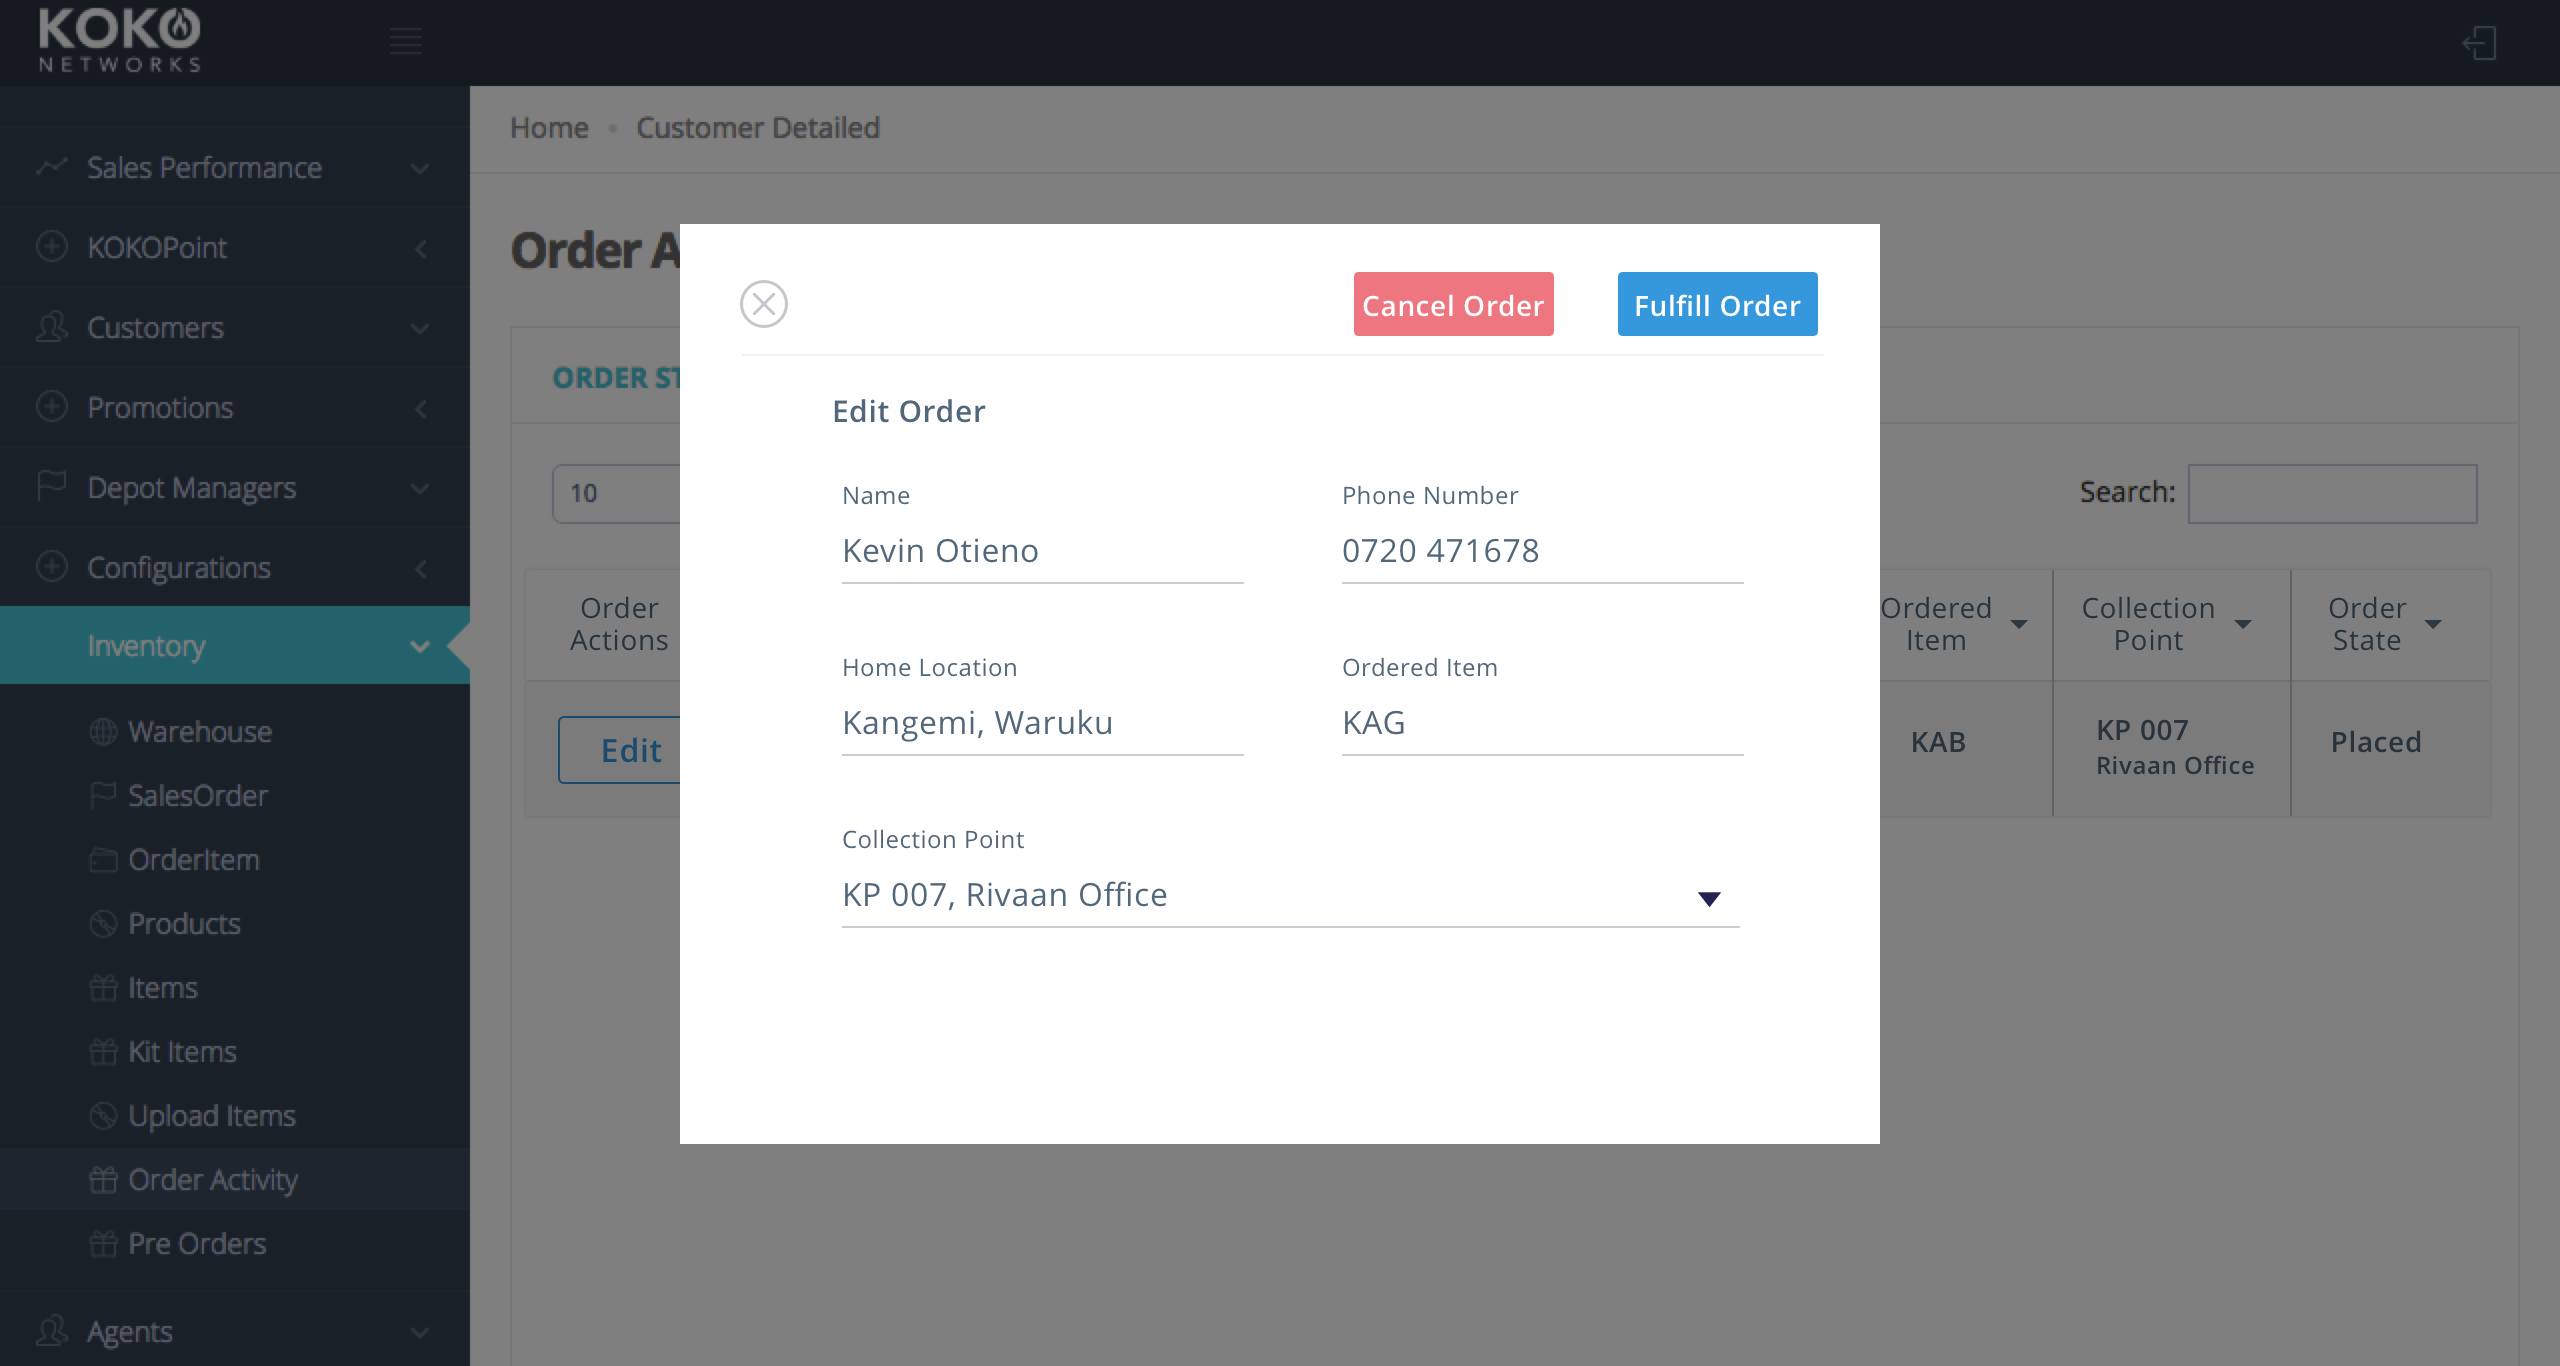 KOKO
NETWORKS
Home • Customer Detailed
Sales Performance
KOKOPoint
Customers
Promotions
Depot Managers
Configurations
Inventory
Warehouse
SalesOrder
OrderItem
Products
Items
Kit Items
Upload Items
Order Activity
Pre Orders
Agents
Order A
ORDER ST
10
Search:
Order
Actions
Ordered
Item
Collection
Point
Order
State
Edit
KAB
KP 007
Rivaan Office
Placed
Cancel Order
Fulfill Order
Edit Order
Name
Phone Number
Kevin Otieno
0720 471678
Home Location
Ordered Item
Kangemi, Waruku
KAG
Collection Point
KP 007, Rivaan Office